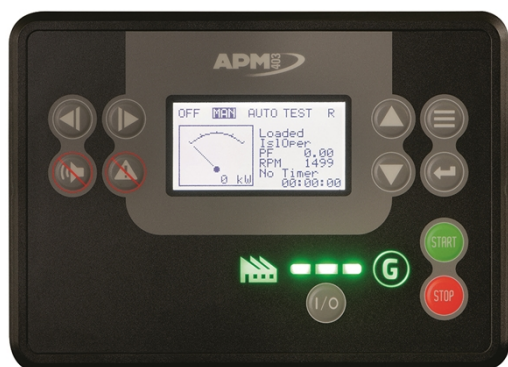 APM403
OFF MAN AUTO TEST R
Loaded
IslOper
PF 0.00
RPM 1499
No Timer
00:00:00
0 kW
START
G
I/O
STOP